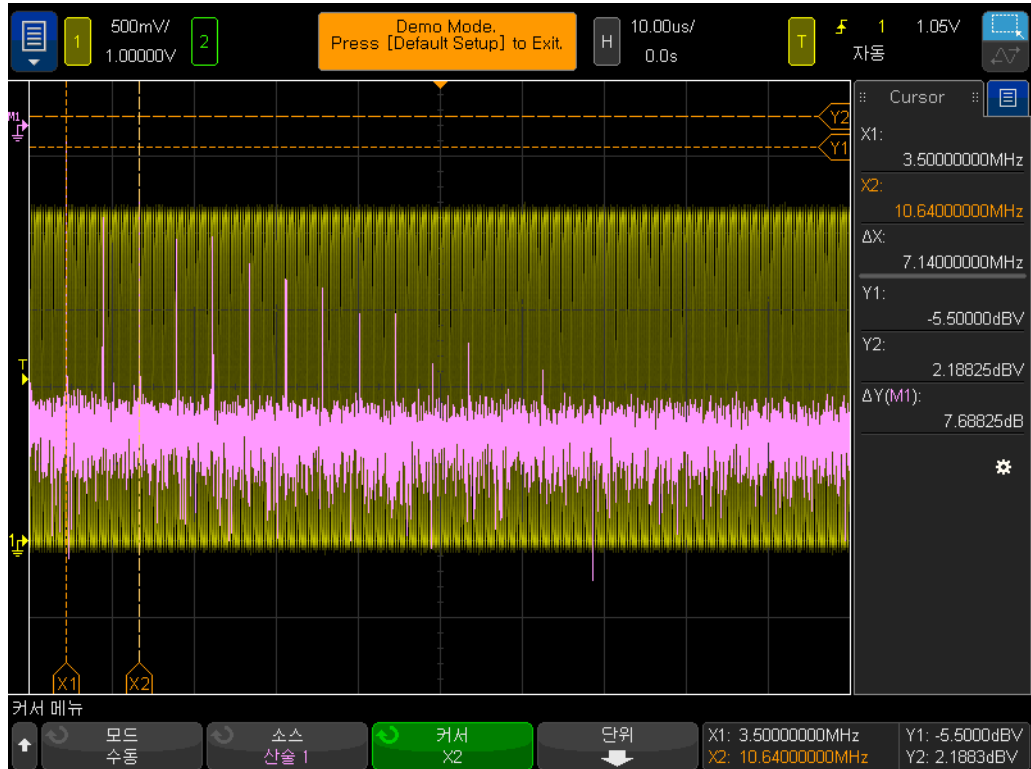 1
500mV/
1.00000V
2
Demo Mode.
Press [Default Setup] to Exit.
H
10.00us/
0.0s
T
1
1.05V
자동
M1
Y2
Y1
T
1
X1
X2
Cursor
X1:
3.50000000MHz
X2:
10.64000000MHz
ΔX:
7.14000000MHz
Y1:
-5.50000dBV
Y2:
2.18825dBV
ΔY(M1):
7.68825dB
커서 메뉴
모드
수동
소스
산술 1
커서
X2
단위
X1: 3.50000000MHz
X2: 10.64000000MHz
Y1: -5.5000dBV
Y2: 2.1883dBV